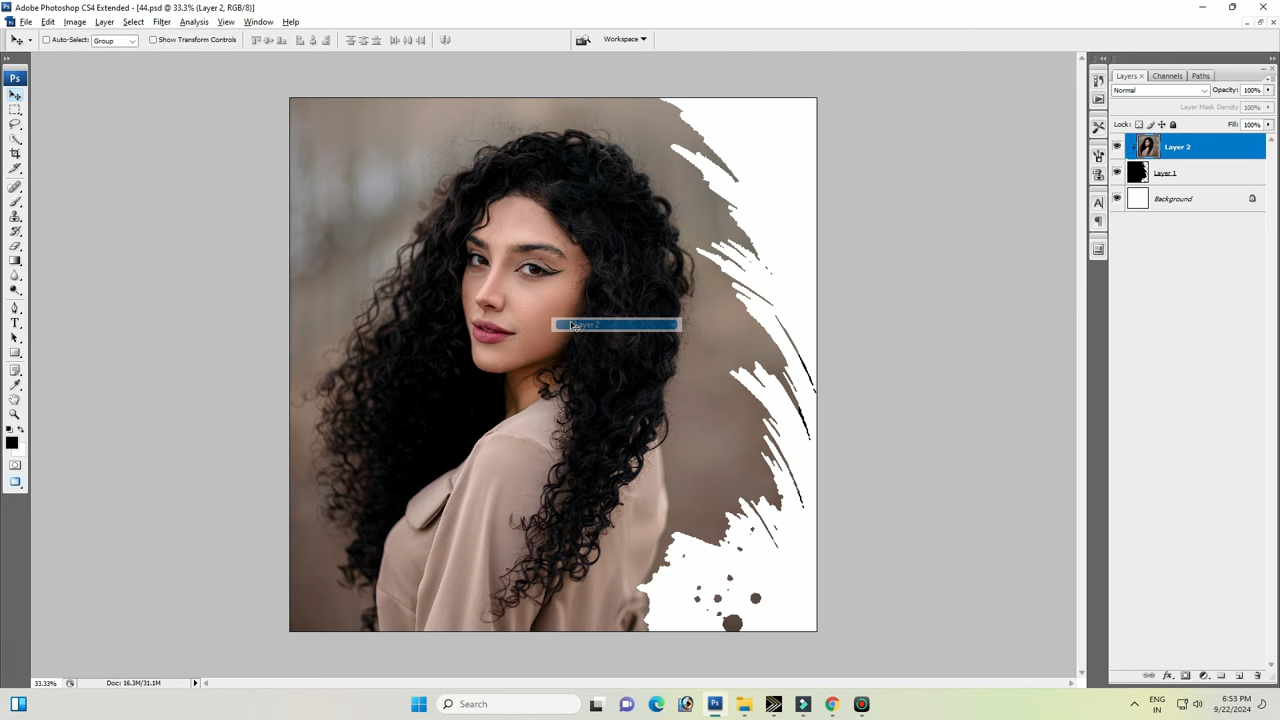 Adobe Photoshop CS4 Extended - [44.psd @ 33.3% (Layer 2, RGB/8)]
File Edit Image Layer Select Filter Analysis View Window Help
Auto-Select: Group Show Transform Controls Workspace
Ps
Layers Channels Paths
Normal Opacity: 100%
Layer Mask Density: 100%
Lock: Fill: 100%
Layer 2
Layer 1
Background
Layer 2
33.33% Doc: 16.3M/31.1M
Search
ENG
IN
6:53 PM
9/22/2024